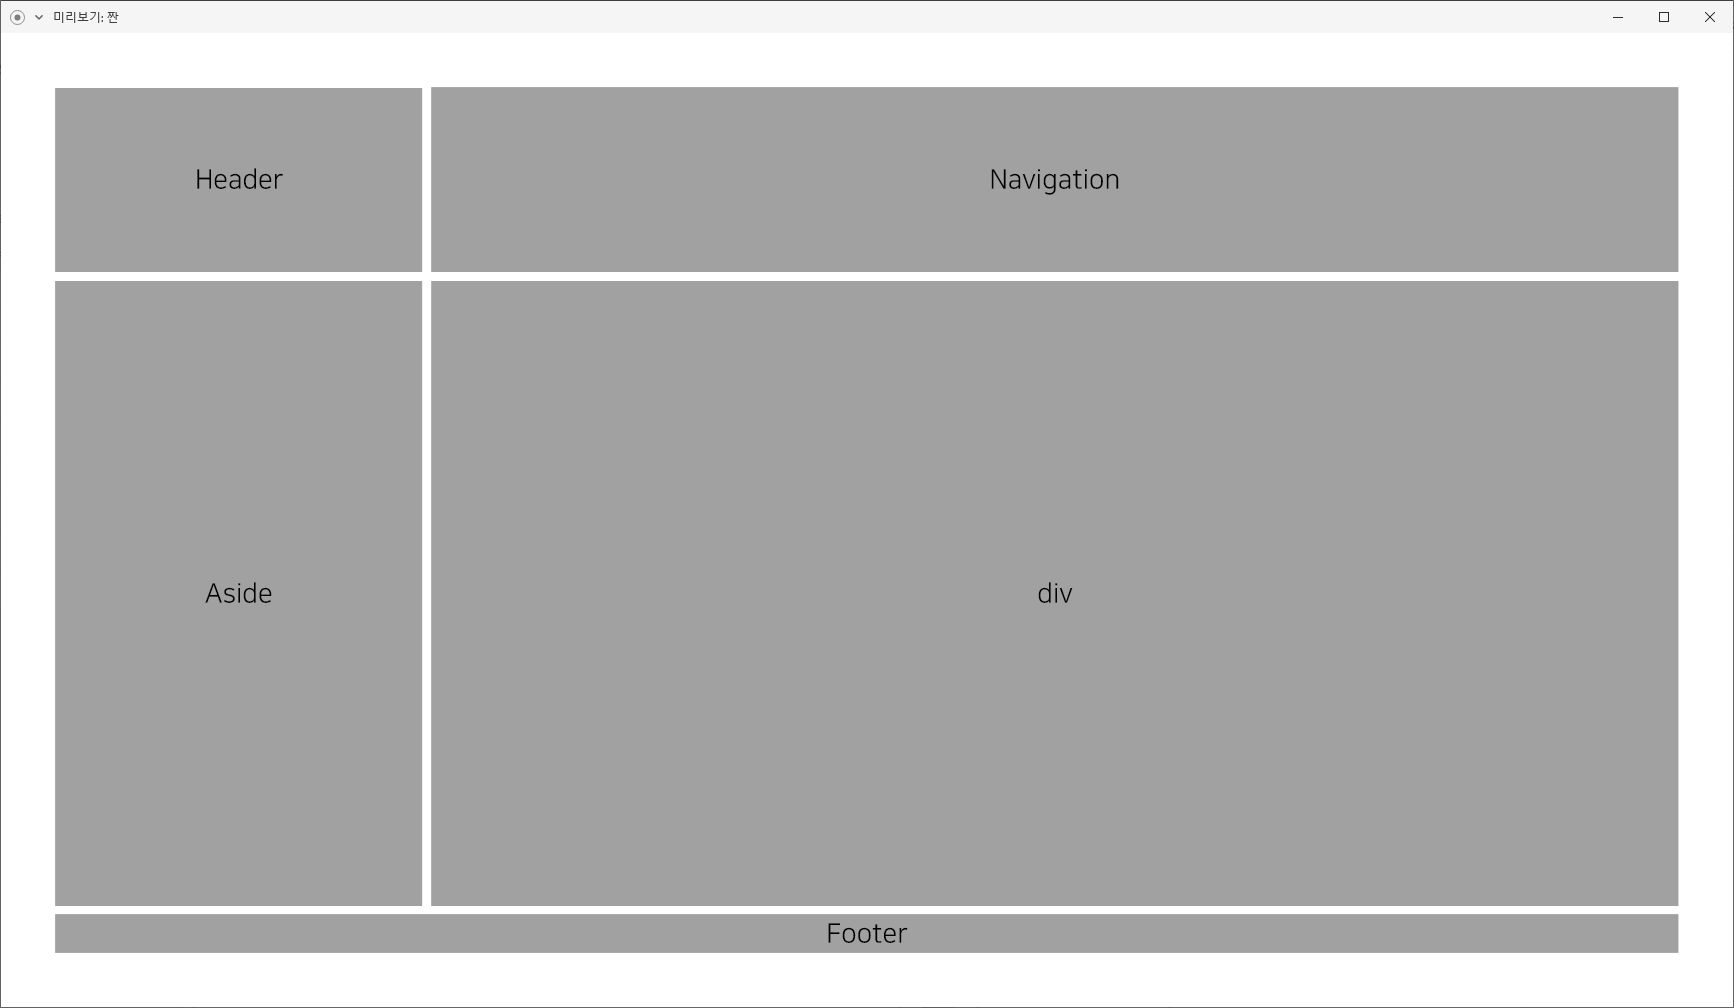 미리보기: 짠
Header
Navigation
Aside
div
Footer